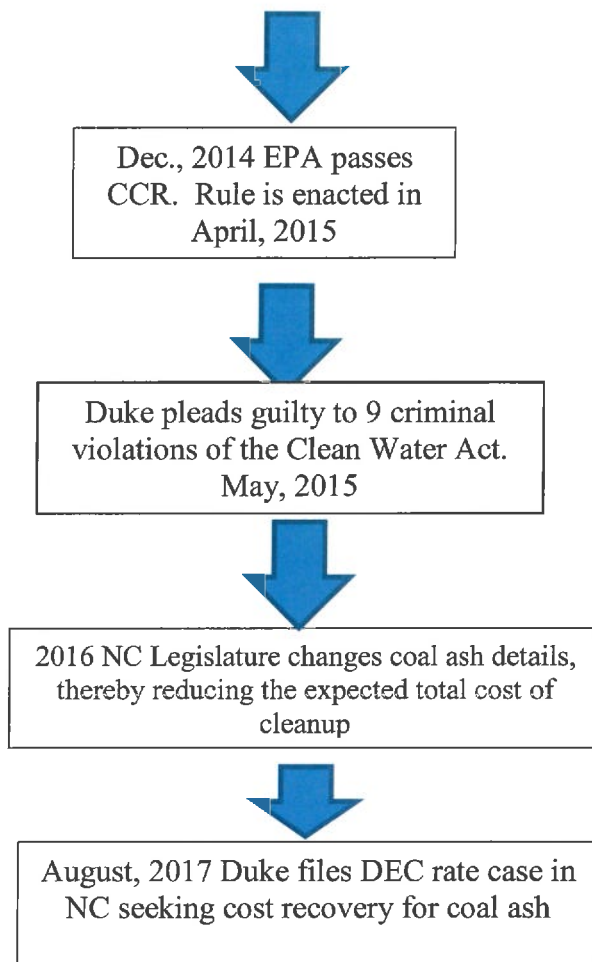 Dec., 2014 EPA passes
CCR. Rule is enacted in
April, 2015
Duke pleads guilty to 9 criminal
violations of the Clean Water Act.
May, 2015
2016 NC Legislature changes coal ash details,
thereby reducing the expected total cost of
cleanup
August, 2017 Duke files DEC rate case in
NC seeking cost recovery for coal ash